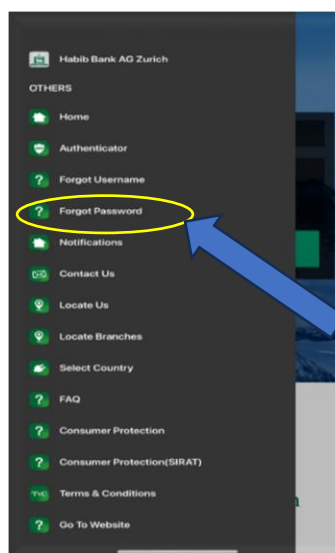 Habib Bank AG Zurich
OTHERS
Home
Authenticator
Forgot Username
Forgot Password
Notifications
Contact Us
Locate Us
Locate Branches
Select Country
FAQ
Consumer Protection
Consumer Protection(SIRAT)
Terms & Conditions
Go To Website